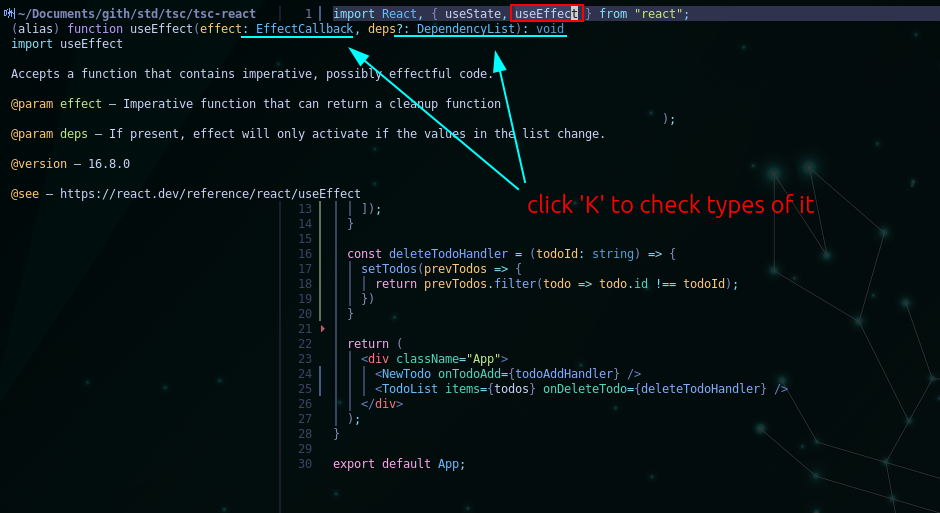 ~/Documents/gith/std/tsc/tsc-react
1 import React, { useState, useEffect } from "react";
(alias) function useEffect(effect: EffectCallback, deps?: DependencyList): void
import useEffect
Accepts a function that contains imperative, possibly effectful code.
@param effect — Imperative function that can return a cleanup function
);
@param deps — If present, effect will only activate if the values in the list change.
@version — 16.8.0
@see — https://react.dev/reference/react/useEffect
click 'K' to check types of it
13 ]);
14 }
15
16 const deleteTodoHandler = (todoId: string) => {
17 setTodos(prevTodos => {
18 return prevTodos.filter(todo => todo.id !== todoId);
19 })
20 }
21
22 return (
23 <div className="App">
24 <NewTodo onTodoAdd={todoAddHandler} />
25 <TodoList items={todos} onDeleteTodo={deleteTodoHandler} />
26 </div>
27 );
28 }
29
30 export default App;